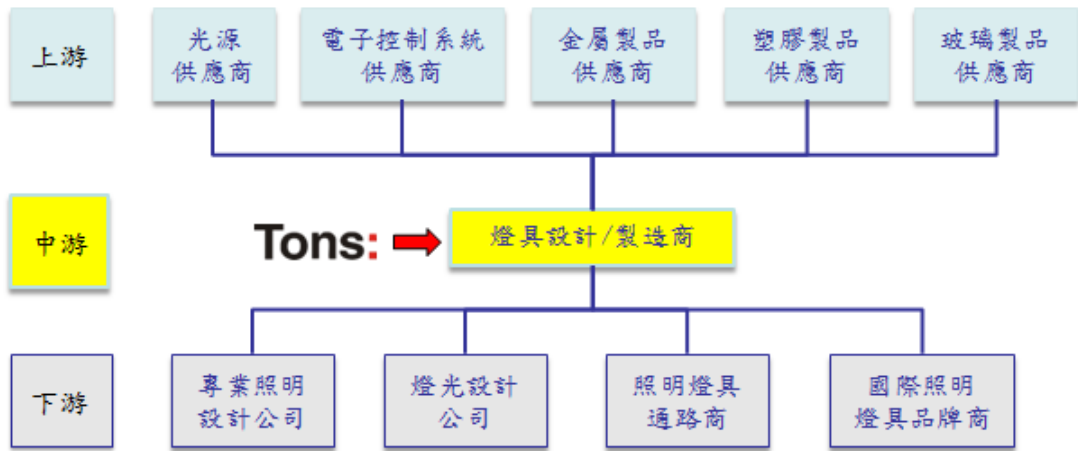 上游
光源
供應商
電子控制系統
供應商
金屬製品
供應商
塑膠製品
供應商
玻璃製品
供應商
中游
Tons:
燈具設計/製造商
下游
專業照明
設計公司
燈光設計
公司
照明燈具
通路商
國際照明
燈具品牌商